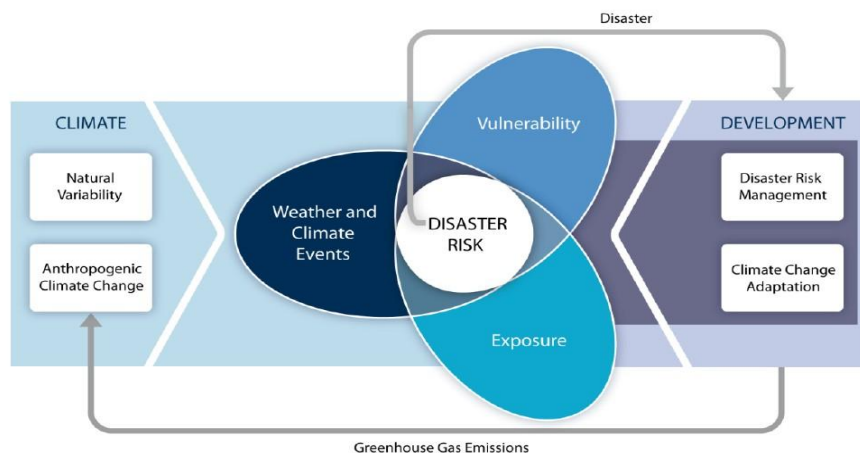 Disaster
CLIMATE
DEVELOPMENT
Vulnerability
Natural
Variability
Disaster Risk
Management
Weather and
Climate
Events
DISASTER
RISK
Anthropogenic
Climate Change
Climate Change
Adaptation
Exposure
Greenhouse Gas Emissions